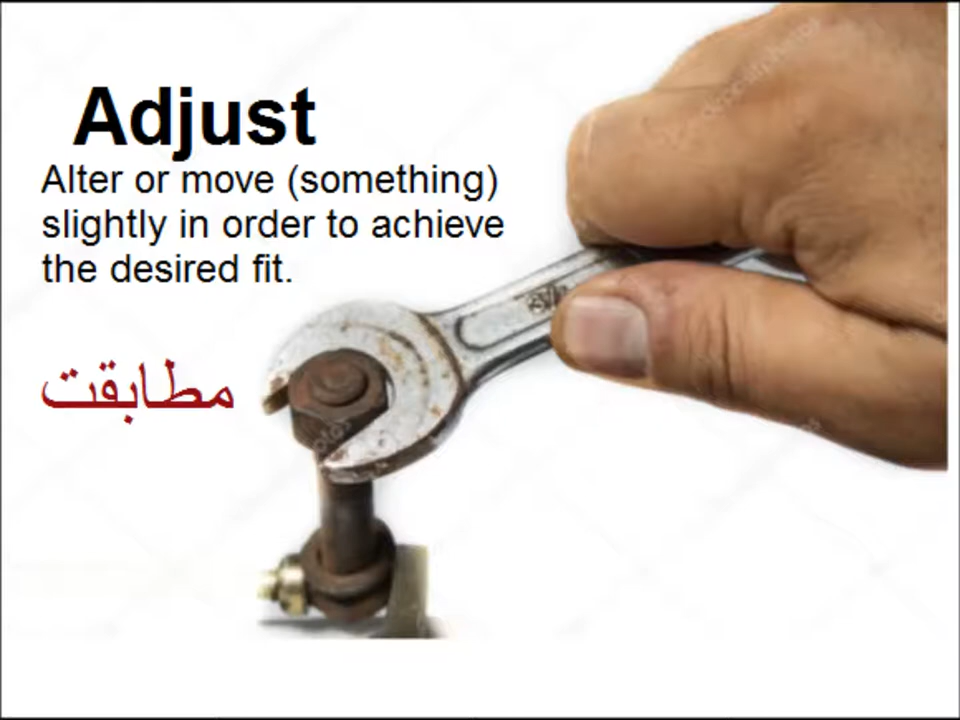 Adjust
Alter or move (something)
slightly in order to achieve
the desired fit.
مطابقت